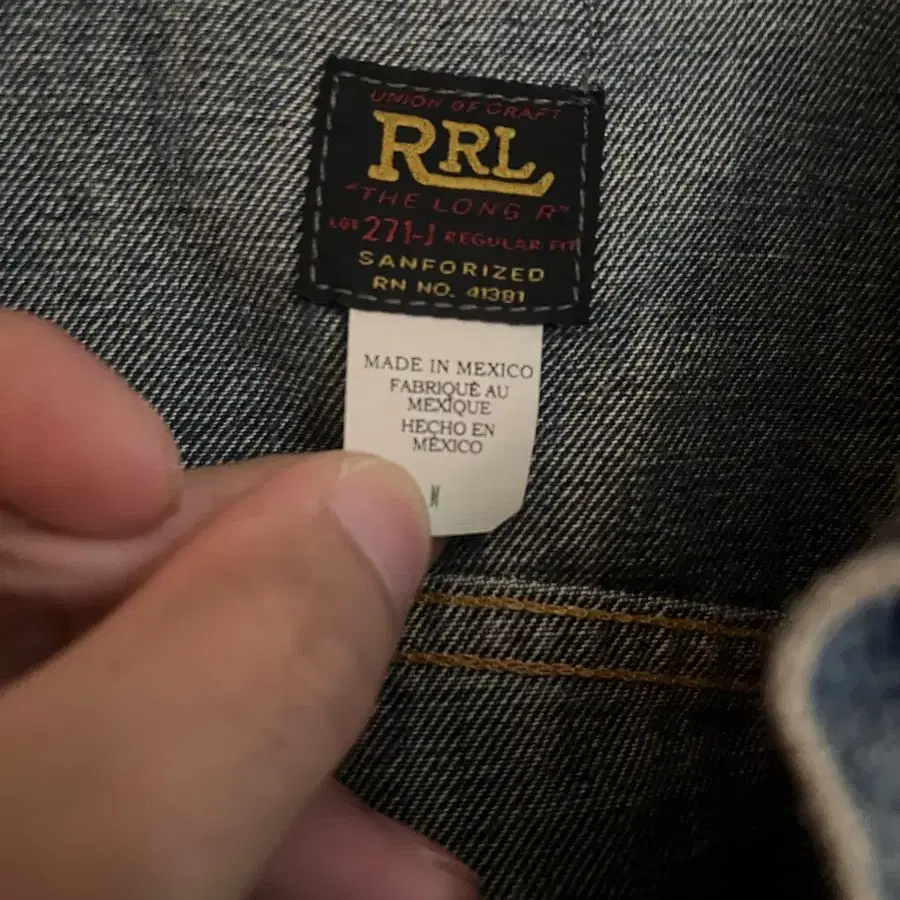 UNION OF CRAFT
RRL
"THE LONG R"
LOT 271-J REGULAR FIT
SANFORIZED
RN NO. 41381
MADE IN MEXICO
FABRIQUÉ AU
MEXIQUE
HECHO EN
MÉXICO